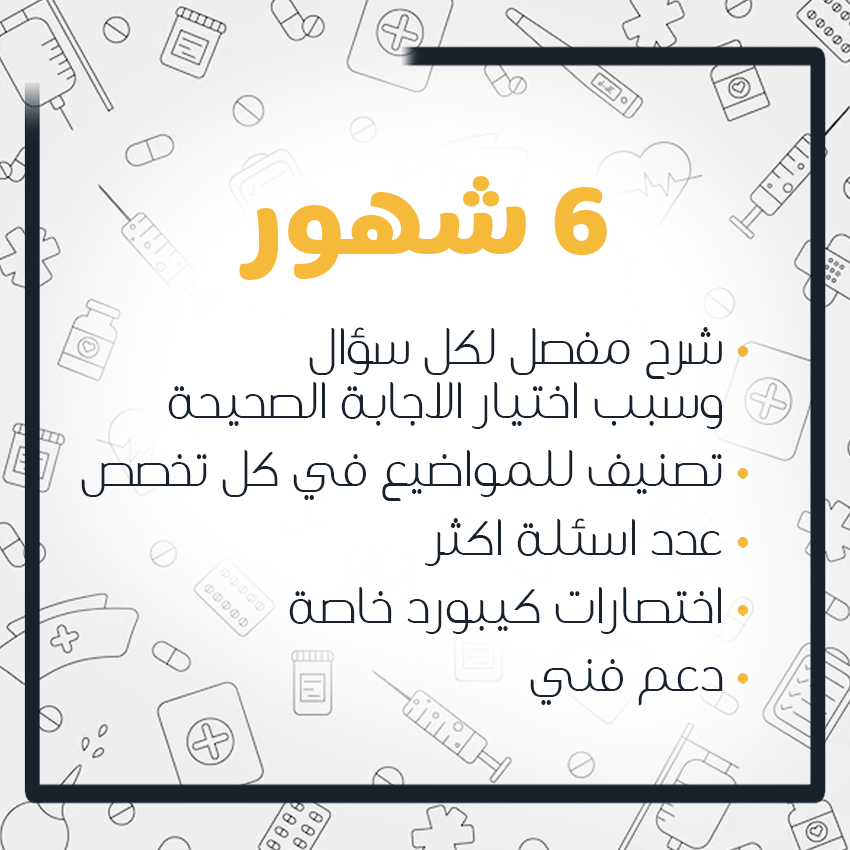 6 شهور
• شرح مفصل لكل سؤال
وسبب اختيار الاجابة الصحيحة
• تصنيف للمواضيع في كل تخصص
• عدد اسئلة اكثر
• اختصارات كيبورد خاصة
• دعم فني